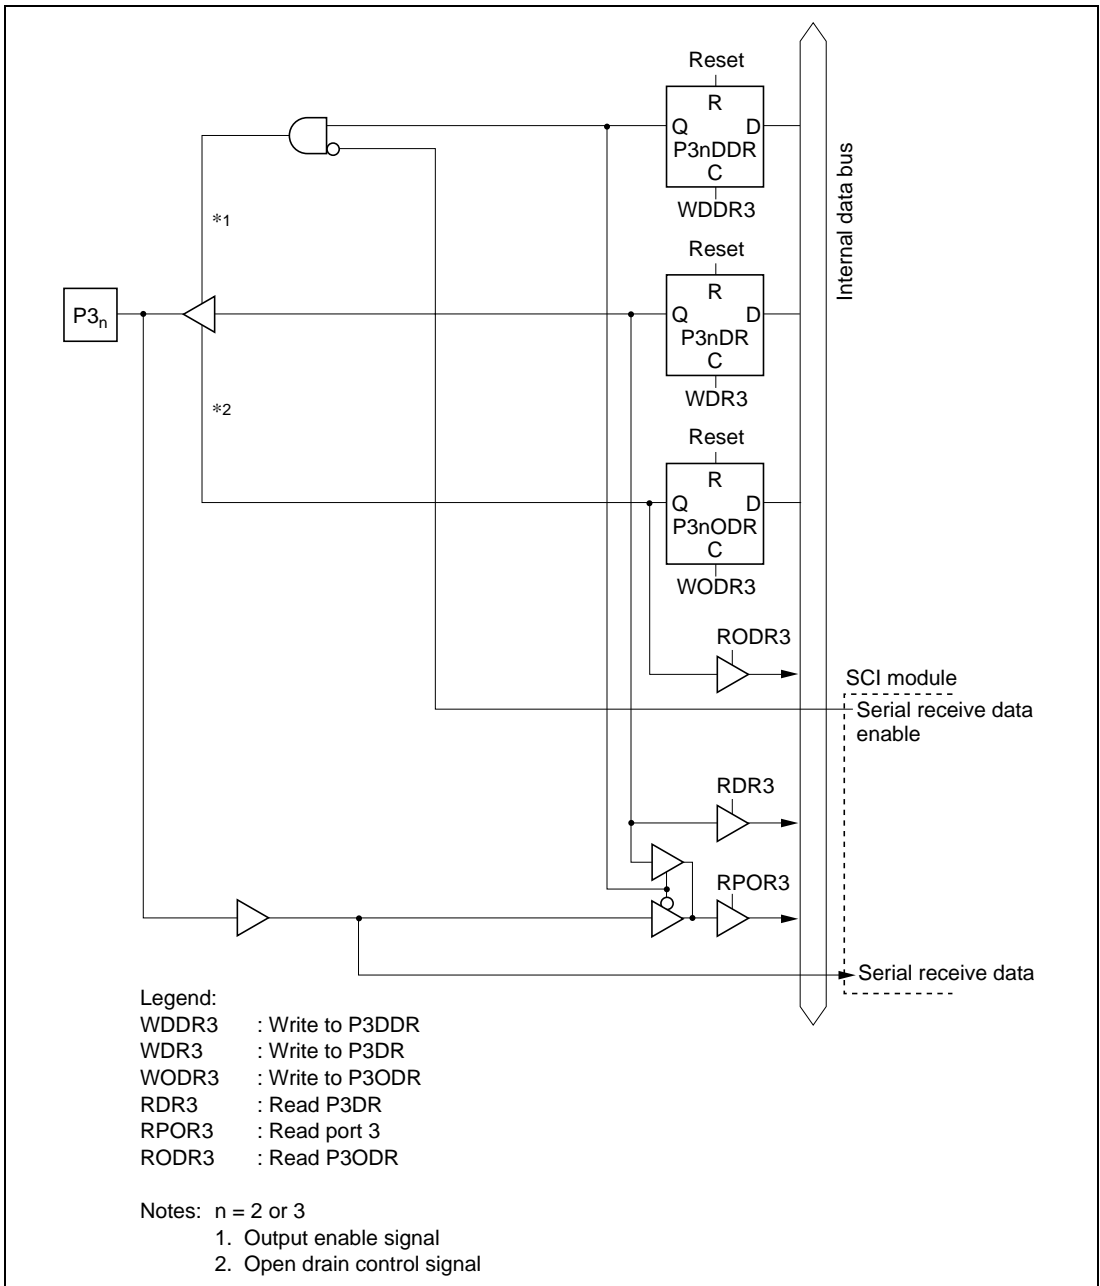 Reset
R
Q D
P3nDDR
C
WDDR3
Internal data bus
*1
Reset
R
P3n
Q D
P3nDR
C
WDR3
*2
Reset
R
Q D
P3nODR
C
WODR3
RODR3
SCI module
Serial receive data
enable
RDR3
RPOR3
Serial receive data
Legend:
WDDR3 : Write to P3DDR
WDR3 : Write to P3DR
WODR3 : Write to P3ODR
RDR3 : Read P3DR
RPOR3 : Read port 3
RODR3 : Read P3ODR
Notes: n = 2 or 3
1. Output enable signal
2. Open drain control signal